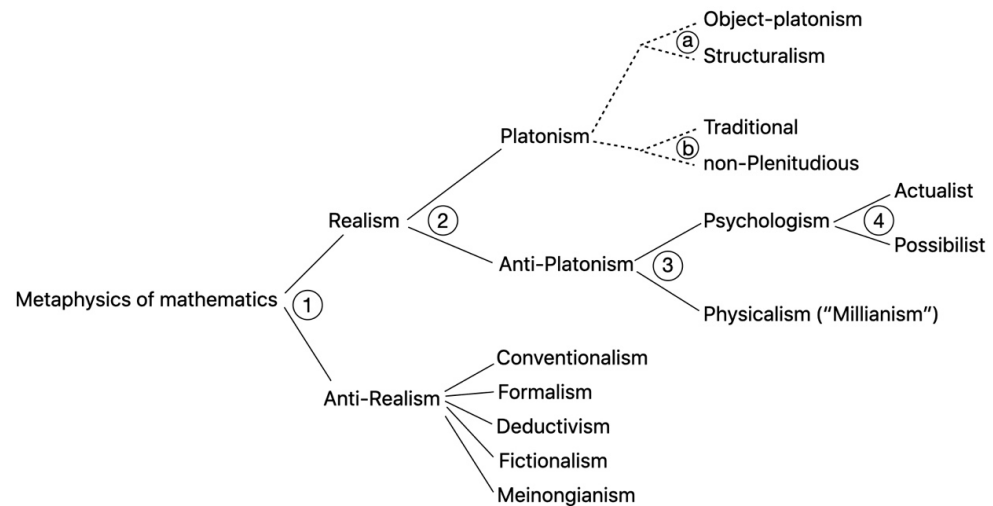 Object-platonism
ⓐ
Structuralism
Platonism
Traditional
ⓑ
non-Plenitudious
Realism
②
Psychologism
Actualist
④
Possibilist
Anti-Platonism
③
Physicalism (“Millianism”)
Metaphysics of mathematics
①
Anti-Realism
Conventionalism
Formalism
Deductivism
Fictionalism
Meinongianism